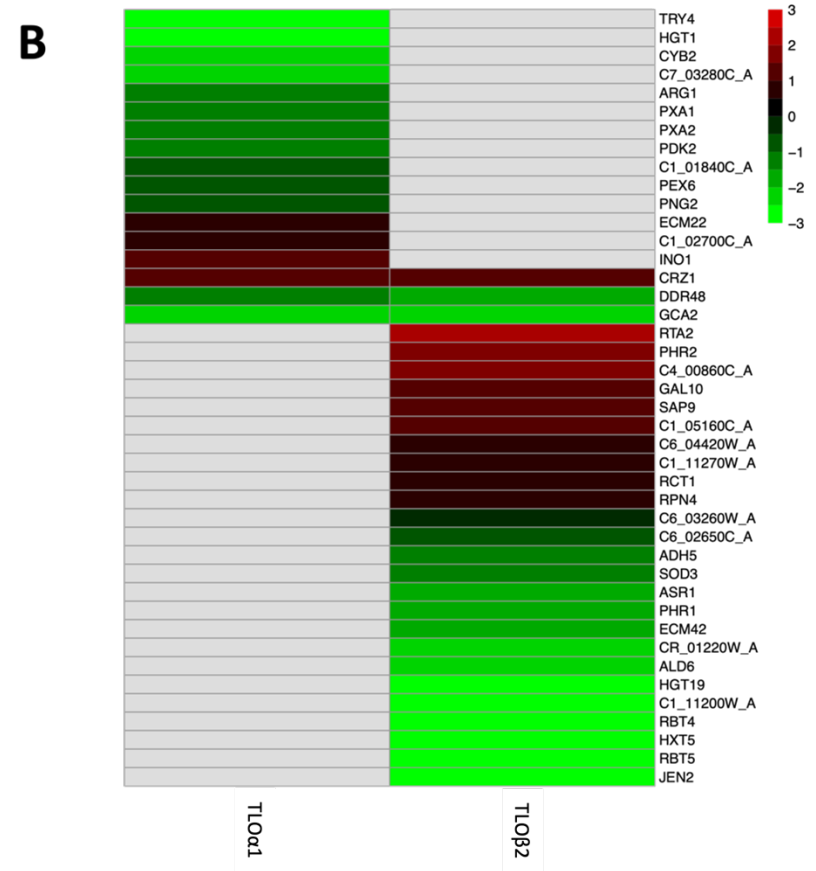 B
TRY4
HGT1
CYB2
C7_03280C_A
ARG1
PXA1
PXA2
PDK2
C1_01840C_A
PEX6
PNG2
ECM22
C1_02700C_A
INO1
CRZ1
DDR48
GCA2
RTA2
PHR2
C4_00860C_A
GAL10
SAP9
C1_05160C_A
C6_04420W_A
C1_11270W_A
RCT1
RPN4
C6_03260W_A
C6_02650C_A
ADH5
SOD3
ASR1
PHR1
ECM42
CR_01220W_A
ALD6
HGT19
C1_11200W_A
RBT4
HXT5
RBT5
JEN2
3
2
1
0
−1
−2
−3
TLOα1
TLOβ2